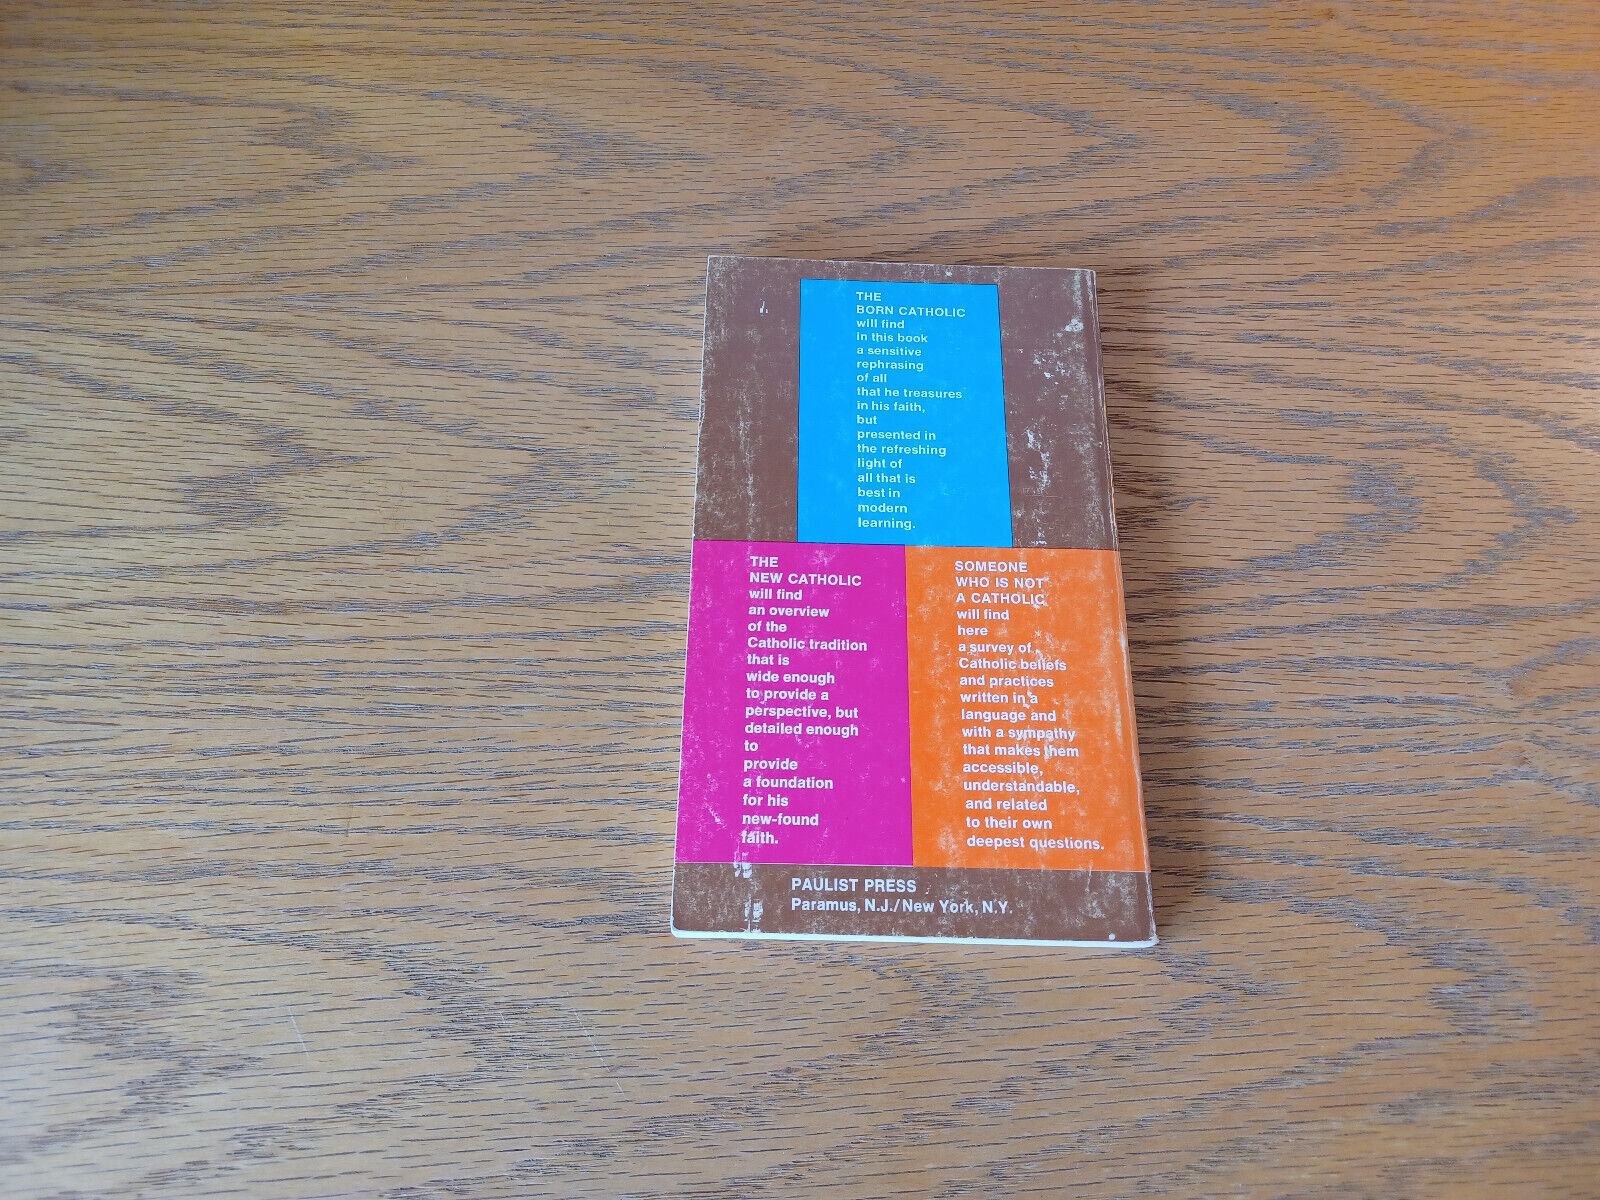 THE
BORN CATHOLIC
will find
in this book
a sensitive
rephrasing
of all
that he treasures
in his faith,
but
presented in
the refreshing
light of
all that is
best in
modern
learning.
THE
NEW CATHOLIC
will find
an overview
of the
Catholic tradition
that is
wide enough
to provide a
perspective, but
detailed enough
to
provide
a foundation
for his
new-found
faith.
SOMEONE
WHO IS NOT
A CATHOLIC
will find
here
a survey of
Catholic beliefs
and practices
written in a
language and
with a sympathy
that makes them
accessible,
understandable,
and related
to their own
deepest questions.
PAULIST PRESS
Paramus, N.J./New York, N.Y.